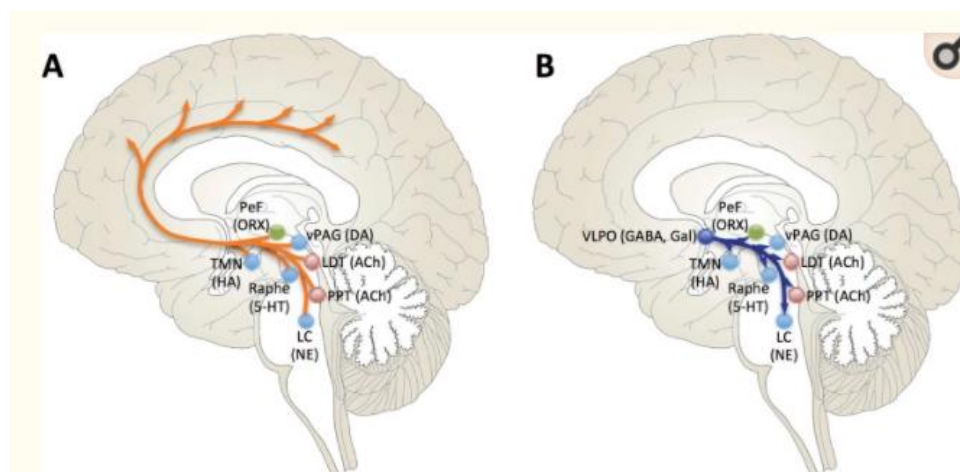 A
PeF
(ORX)
vPAG (DA)
TMN
(HA)
LDT (ACh)
Raphe
(5-HT)
PPT (ACh)
LC
(NE)
B
PeF
(ORX)
VLPO (GABA, Gal)
vPAG (DA)
TMN
(HA)
LDT (ACh)
Raphe
(5-HT)
PPT (ACh)
LC
(NE)